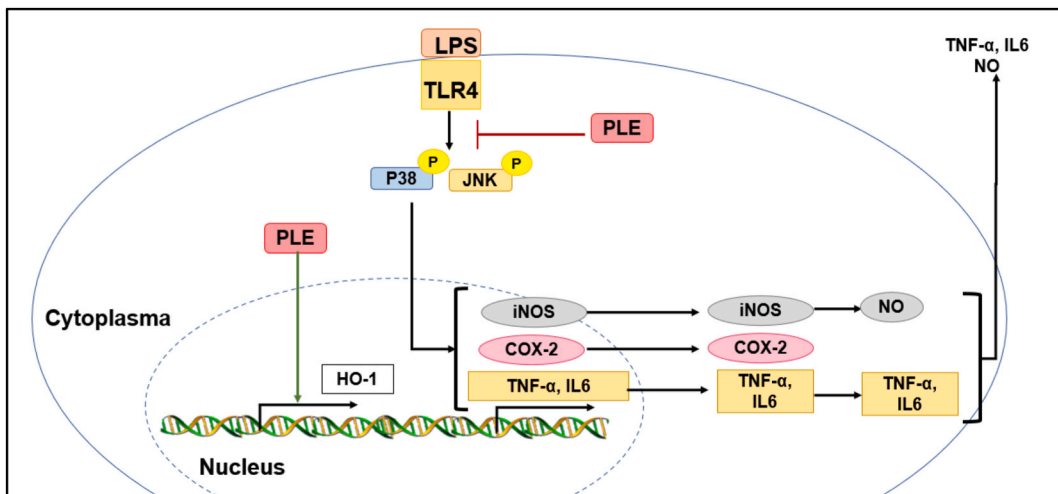 LPS
TLR4
TNF-α, IL6
NO
PLE
P
P
P38
JNK
PLE
Cytoplasma
iNOS
iNOS
NO
COX-2
COX-2
HO-1
TNF-α, IL6
TNF-α,
IL6
TNF-α,
IL6
Nucleus